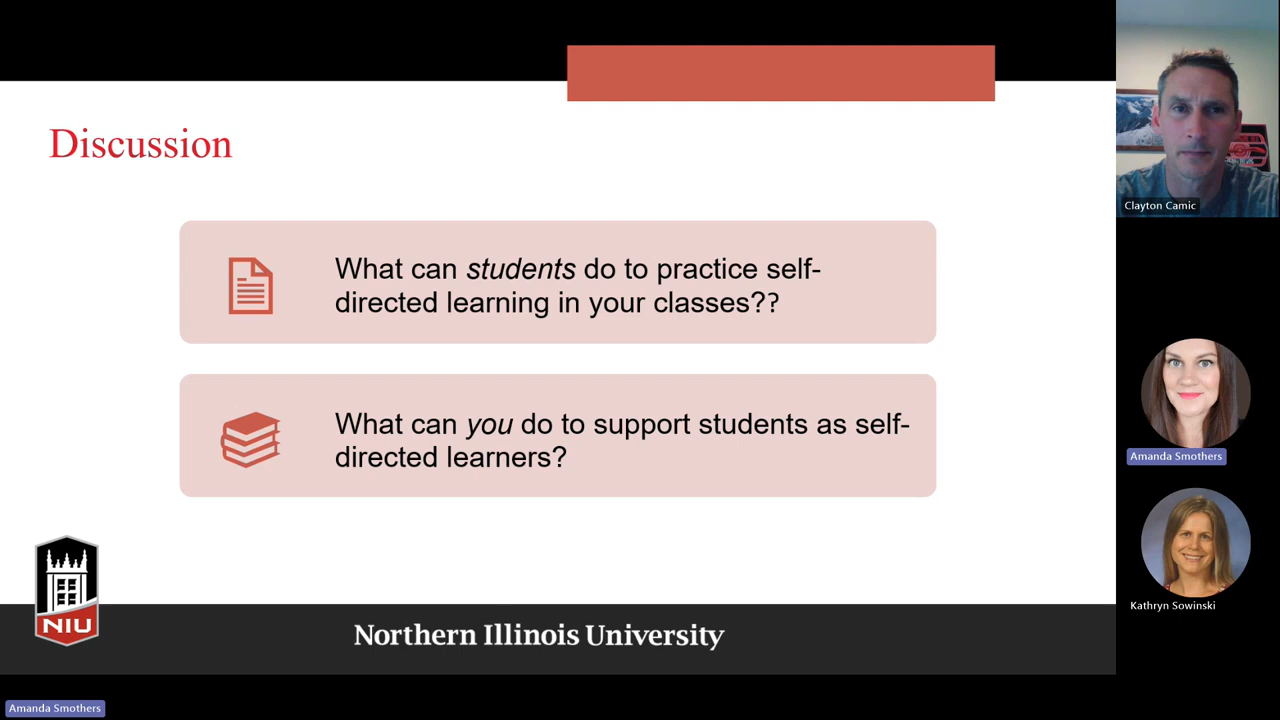 Discussion
What can students do to practice self-
directed learning in your classes??
What can you do to support students as self-
directed learners?
NIU
Northern Illinois University
Clayton Camic
Amanda Smothers
Kathryn Sowinski
Amanda Smothers